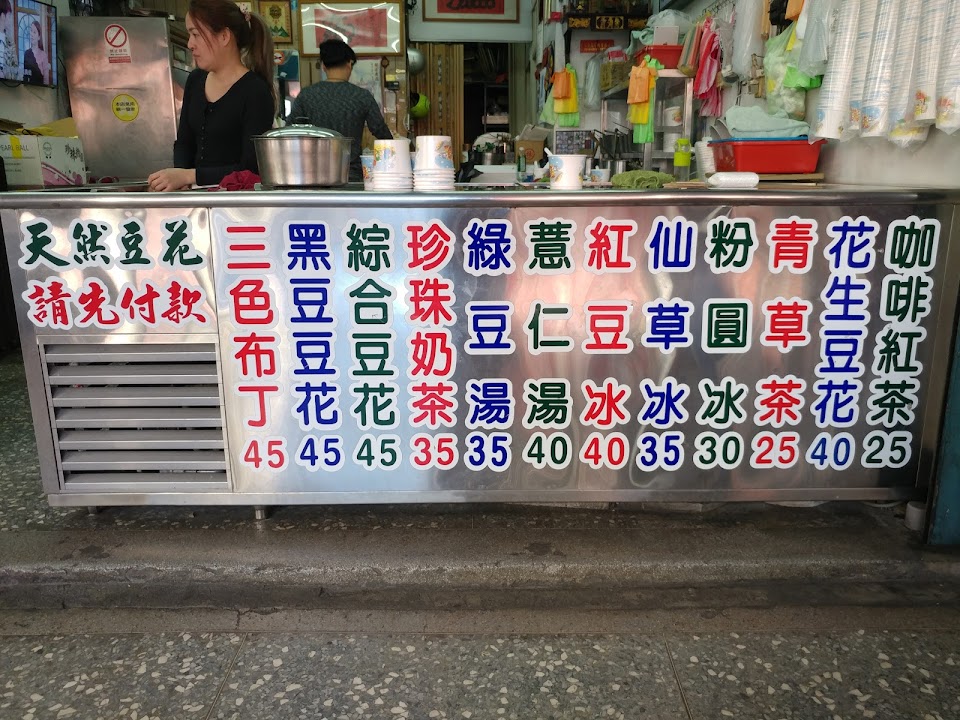 天然豆花
請先付款
三色布丁 45
黑豆豆花 45
綜合豆花 45
珍珠奶茶 35
綠豆湯 35
薏仁湯 40
紅豆冰 40
仙草冰 35
粉圓冰 30
青草茶 25
花生豆花 40
咖啡紅茶 25